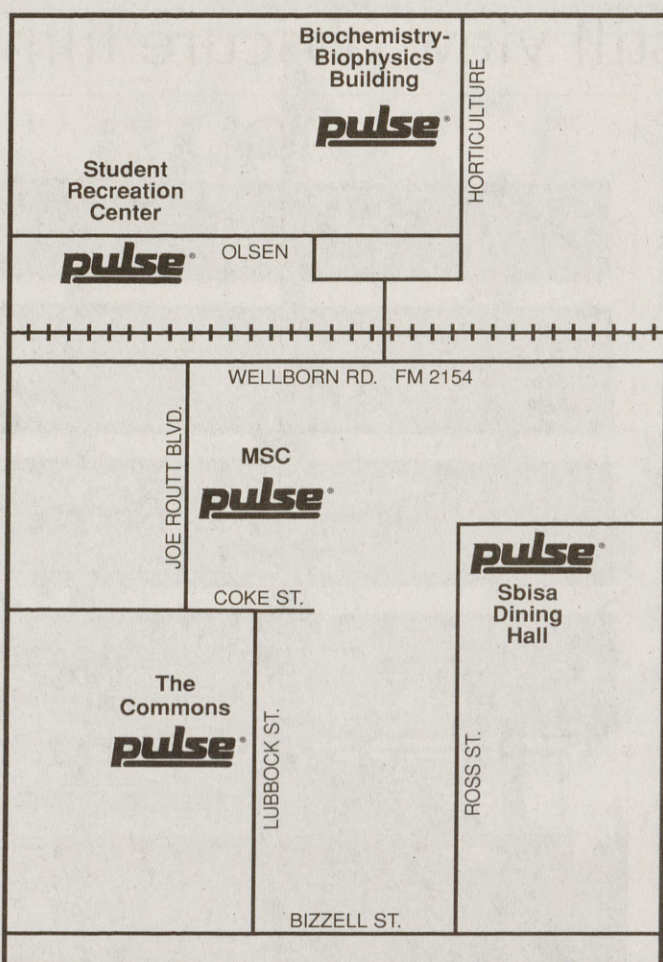 Biochemistry-
Biophysics
Building
pulse®
HORTICULTURE
Student
Recreation
Center
pulse®
OLSEN
WELLBORN RD. FM 2154
JOE ROUTT BLVD.
MSC
pulse®
pulse®
Sbisa
Dining
Hall
COKE ST.
The
Commons
pulse®
LUBBOCK ST.
ROSS ST.
BIZZELL ST.